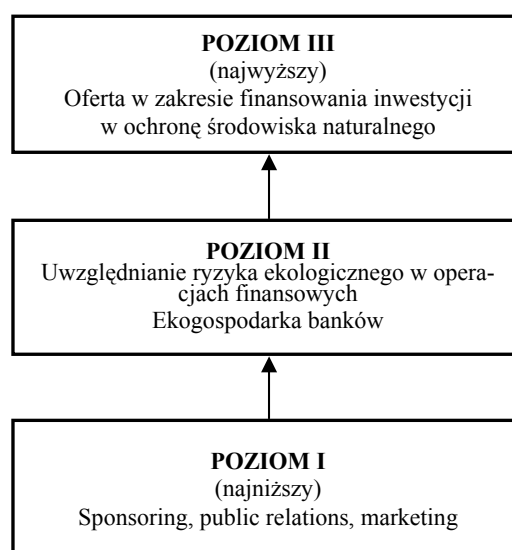 POZIOM III
(najwyższy)
Oferta w zakresie finansowania inwestycji
w ochronę środowiska naturalnego
POZIOM II
Uwzględnianie ryzyka ekologicznego w opera-
cjach finansowych
Ekogospodarka banków
POZIOM I
(najniższy)
Sponsoring, public relations, marketing